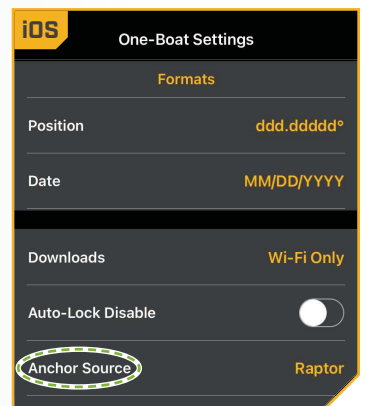 iOS
One-Boat Settings
Formats
Position ddd.ddddd°
Date MM/DD/YYYY
Downloads Wi-Fi Only
Auto-Lock Disable
Anchor Source Raptor